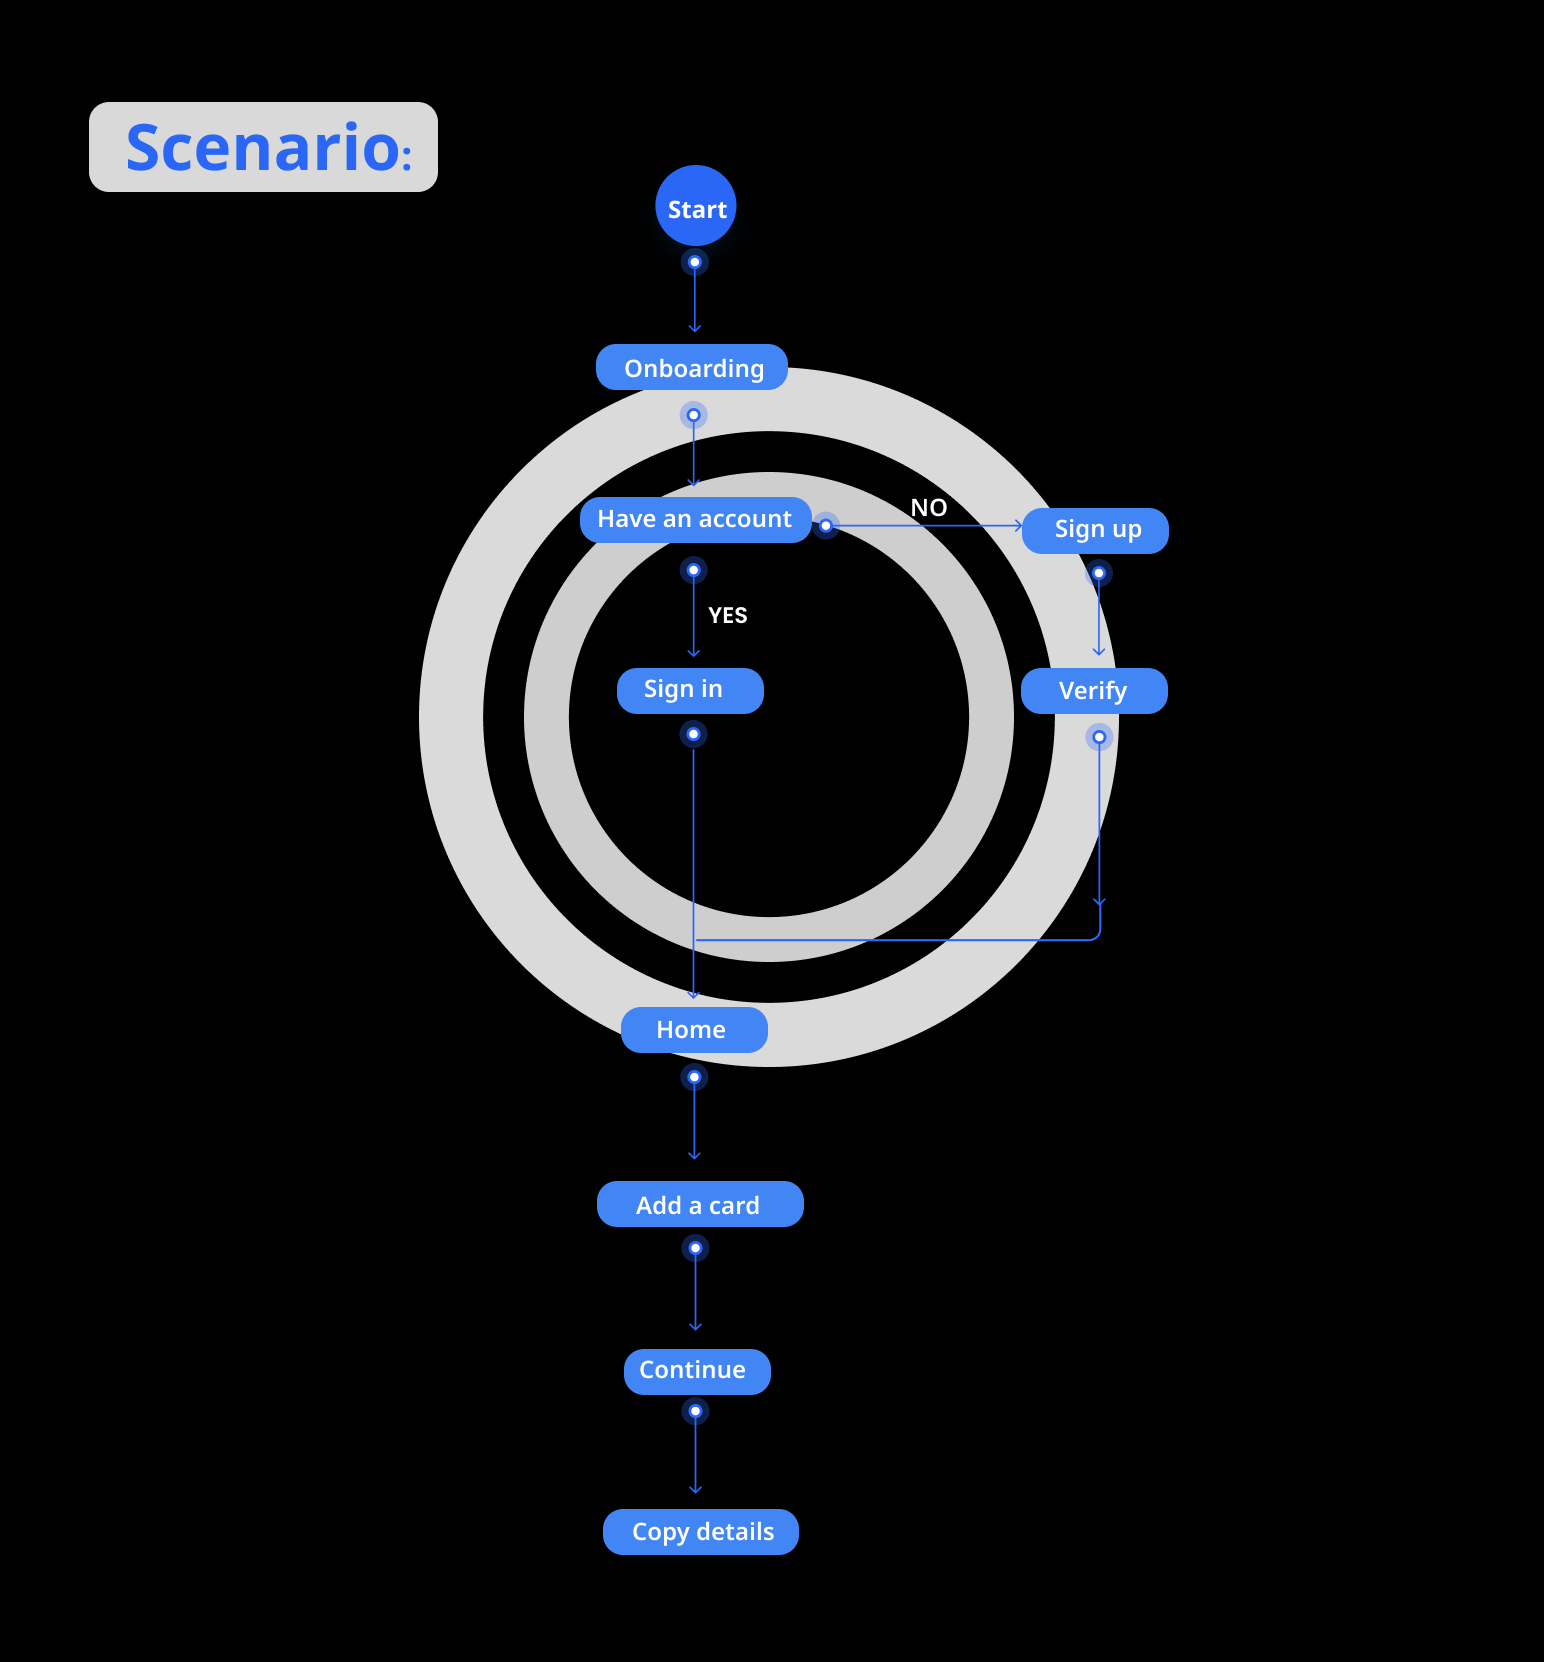 Scenario:
Start
Onboarding
Have an account
NO
Sign up
YES
Sign in
Verify
Home
Add a card
Continue
Copy details